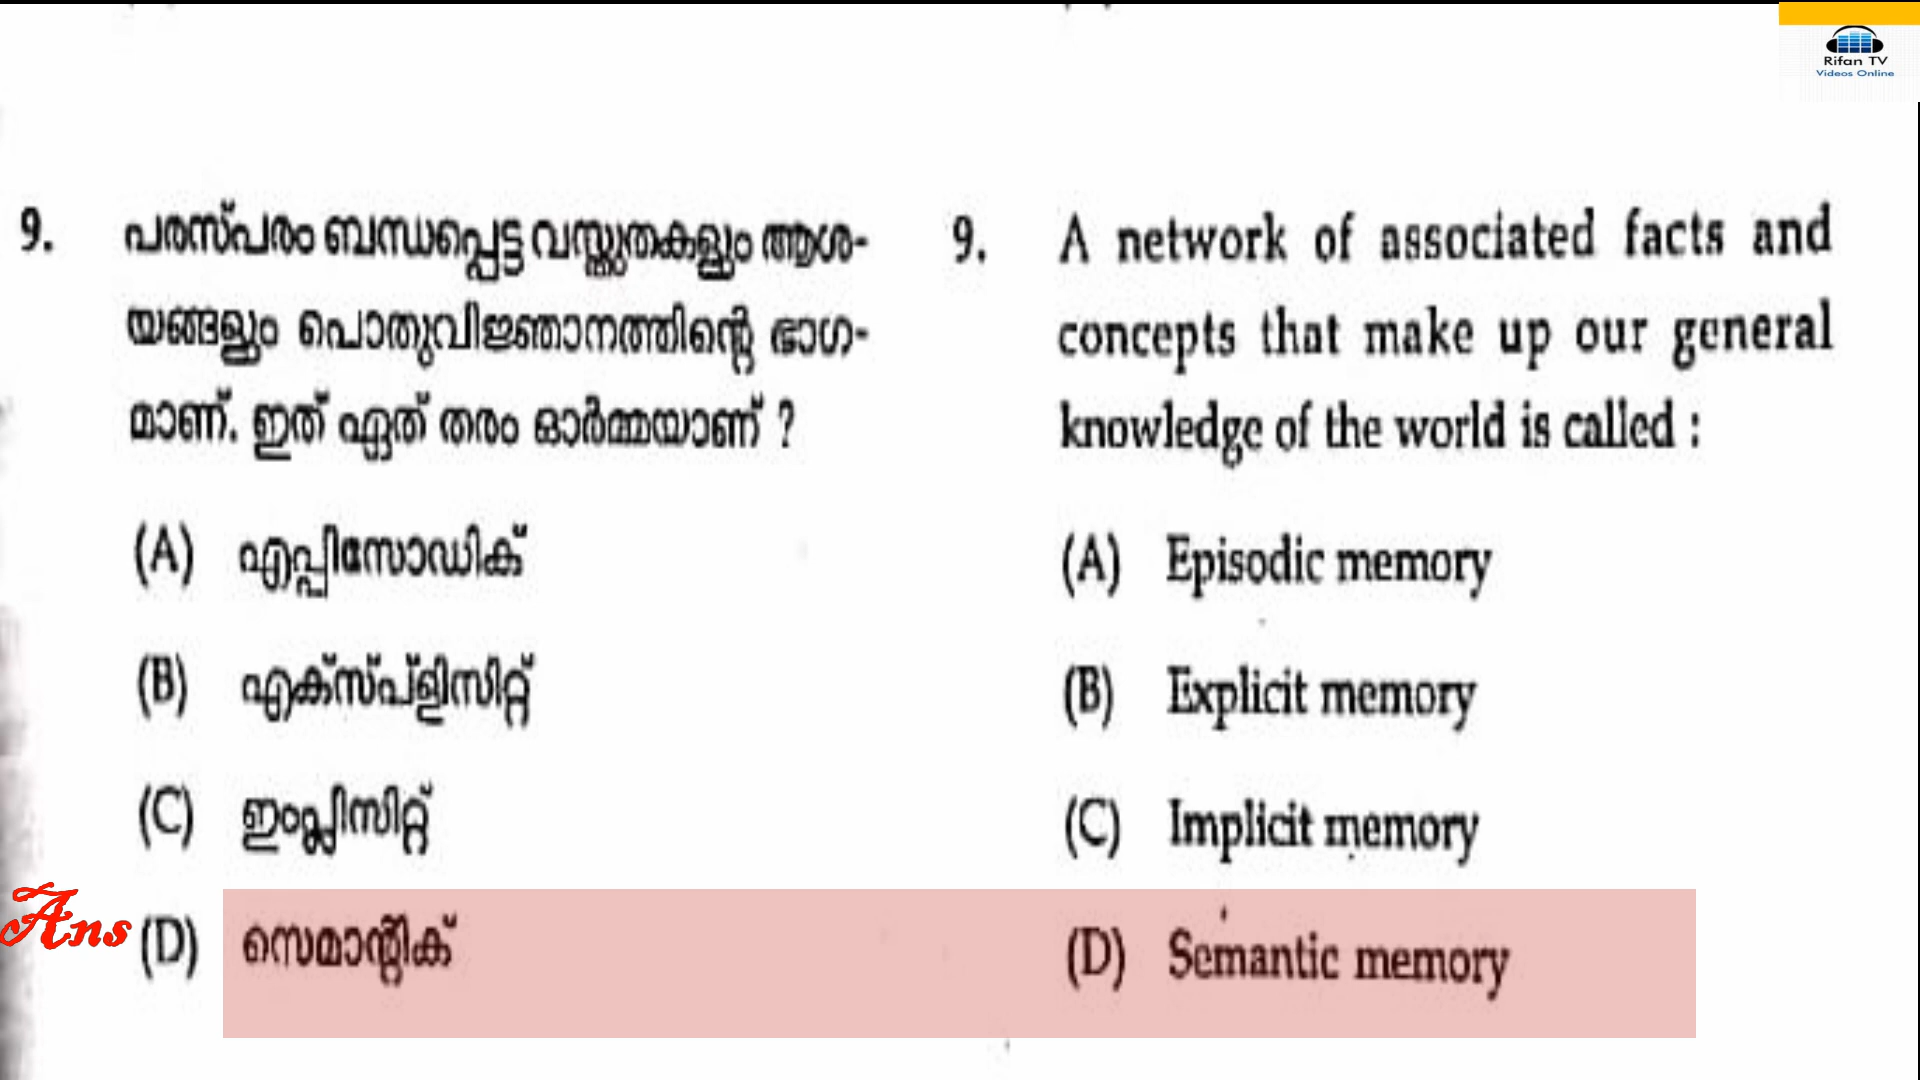 Rifan TV
Videos Online
9. പരസ്പരം ബന്ധപ്പെട്ട വസ്തുതകളും ആശ-
യങ്ങളും പൊതുവിജ്ഞാനത്തിന്റെ ഭാഗ-
മാണ്. ഇത് ഏത് തരം ഓർമ്മയാണ് ?
(A) എപ്പിസോഡിക്
(B) എക്സ്പ്ളിസിറ്റ്
(C) ഇംപ്ലിസിറ്റ്
Ans (D) സെമാന്റിക്
9. A network of associated facts and
concepts that make up our general
knowledge of the world is called :
(A) Episodic memory
(B) Explicit memory
(C) Implicit memory
(D) Semantic memory